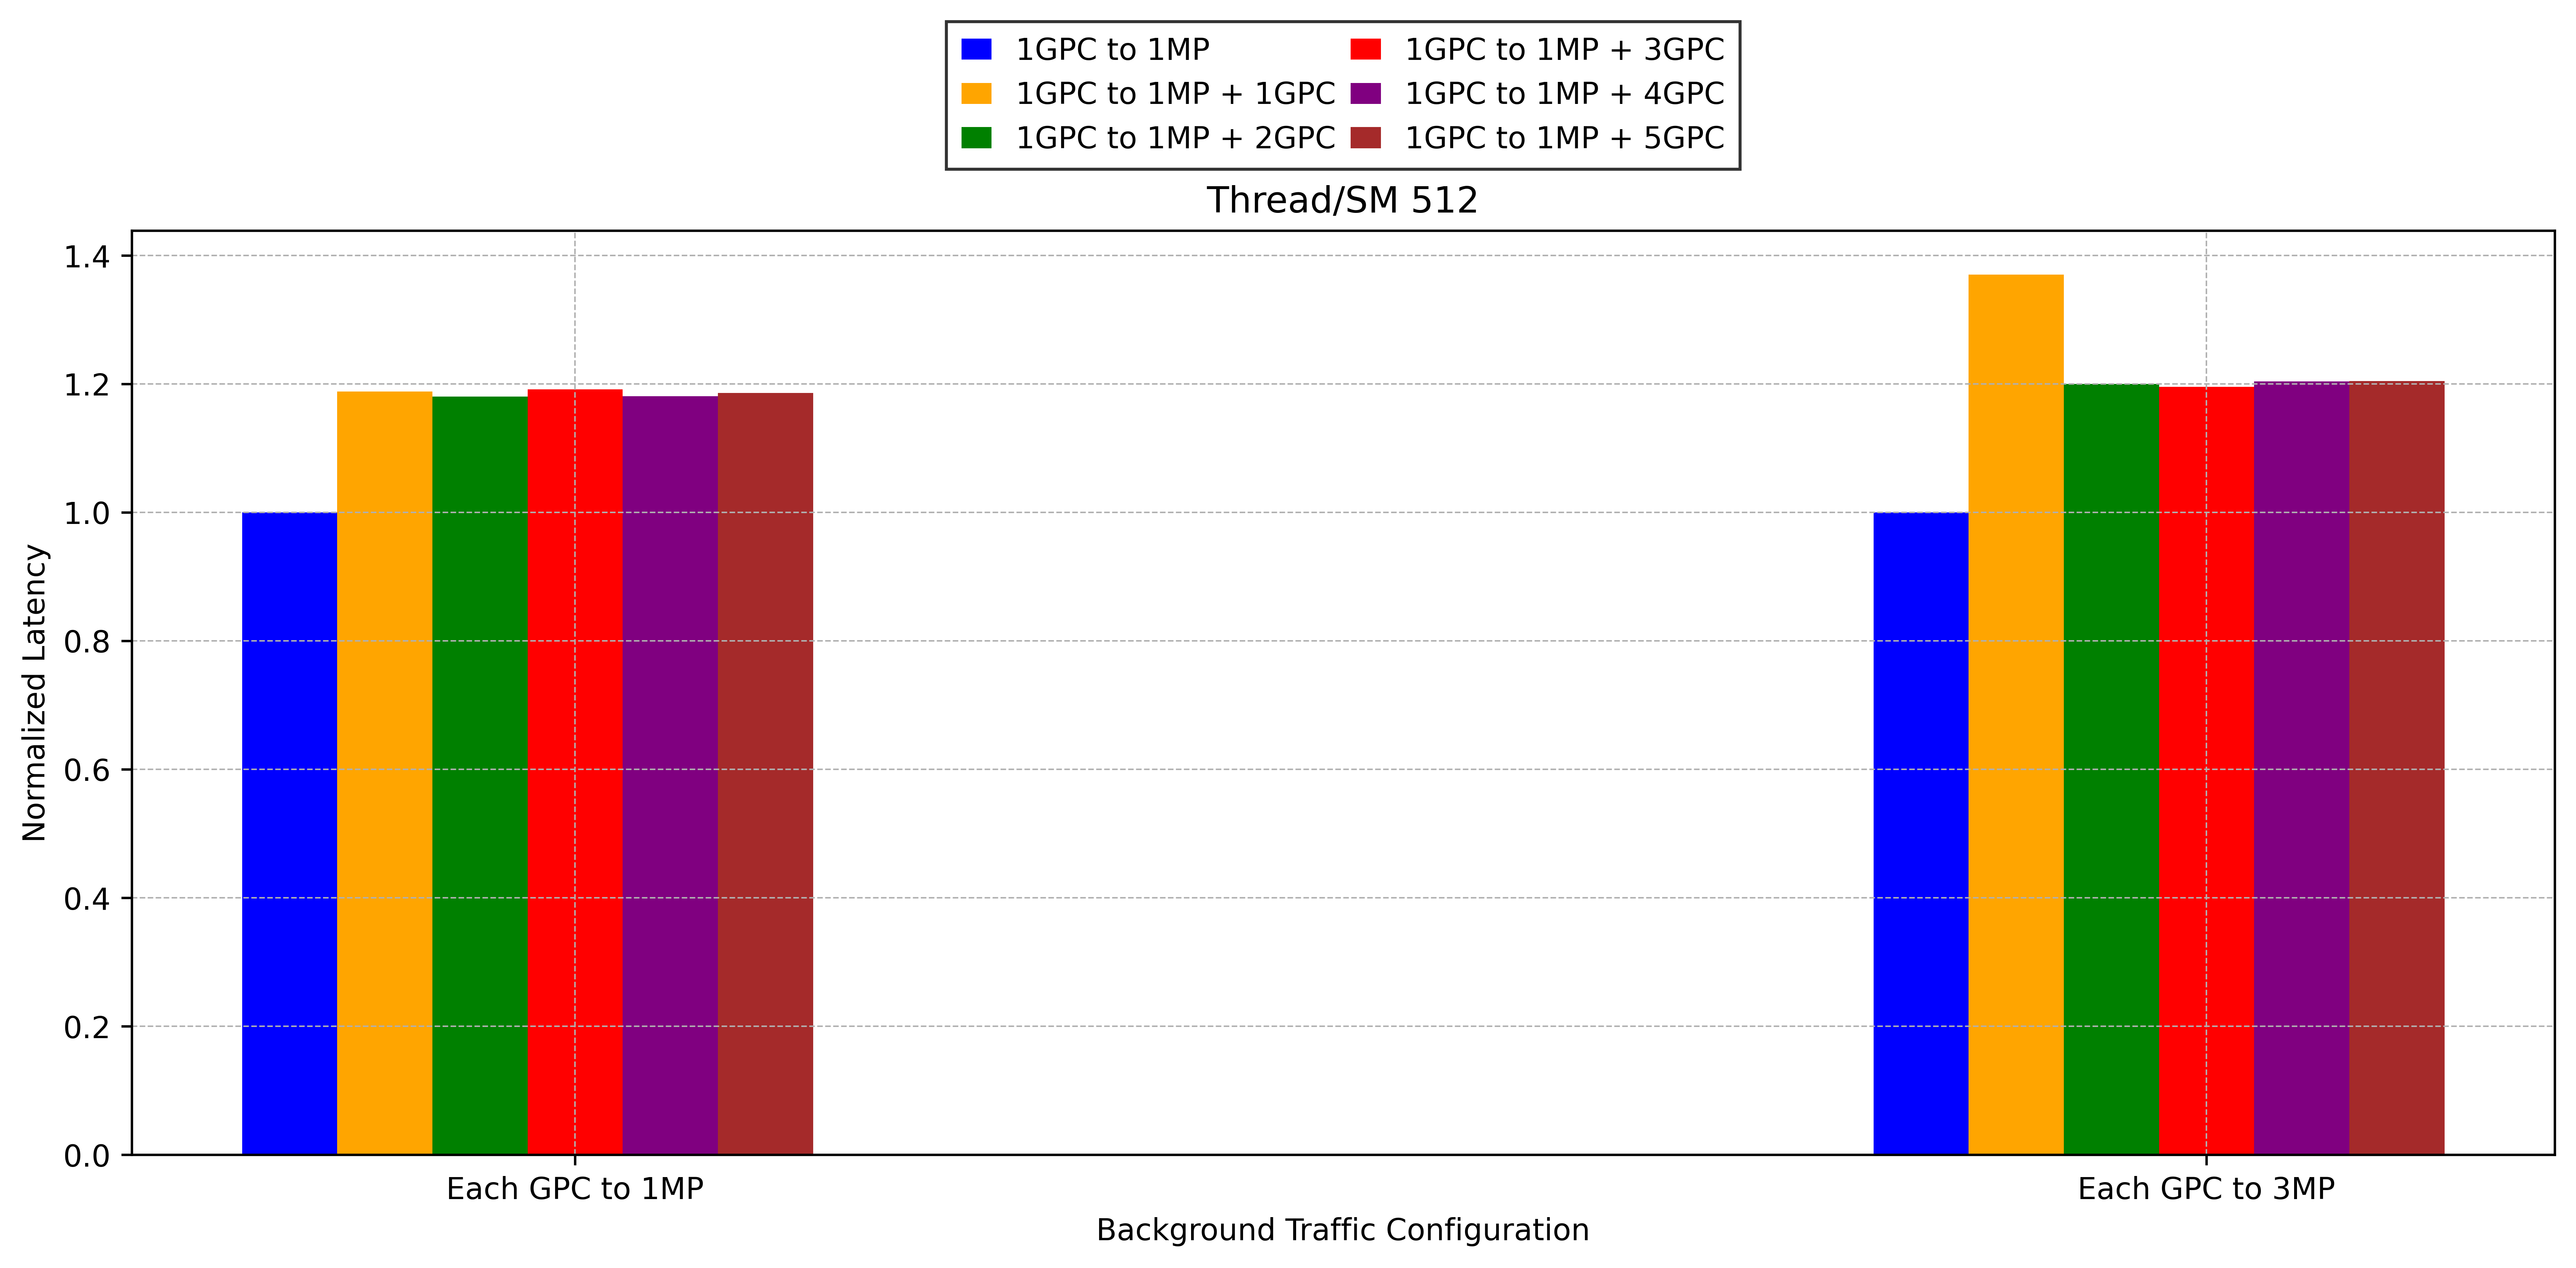 1GPC to 1MP
1GPC to 1MP + 1GPC
1GPC to 1MP + 2GPC
1GPC to 1MP + 3GPC
1GPC to 1MP + 4GPC
1GPC to 1MP + 5GPC
Thread/SM 512
Normalized Latency
1.4
1.2
1.0
0.8
0.6
0.4
0.2
0.0
Each GPC to 1MP
Each GPC to 3MP
Background Traffic Configuration